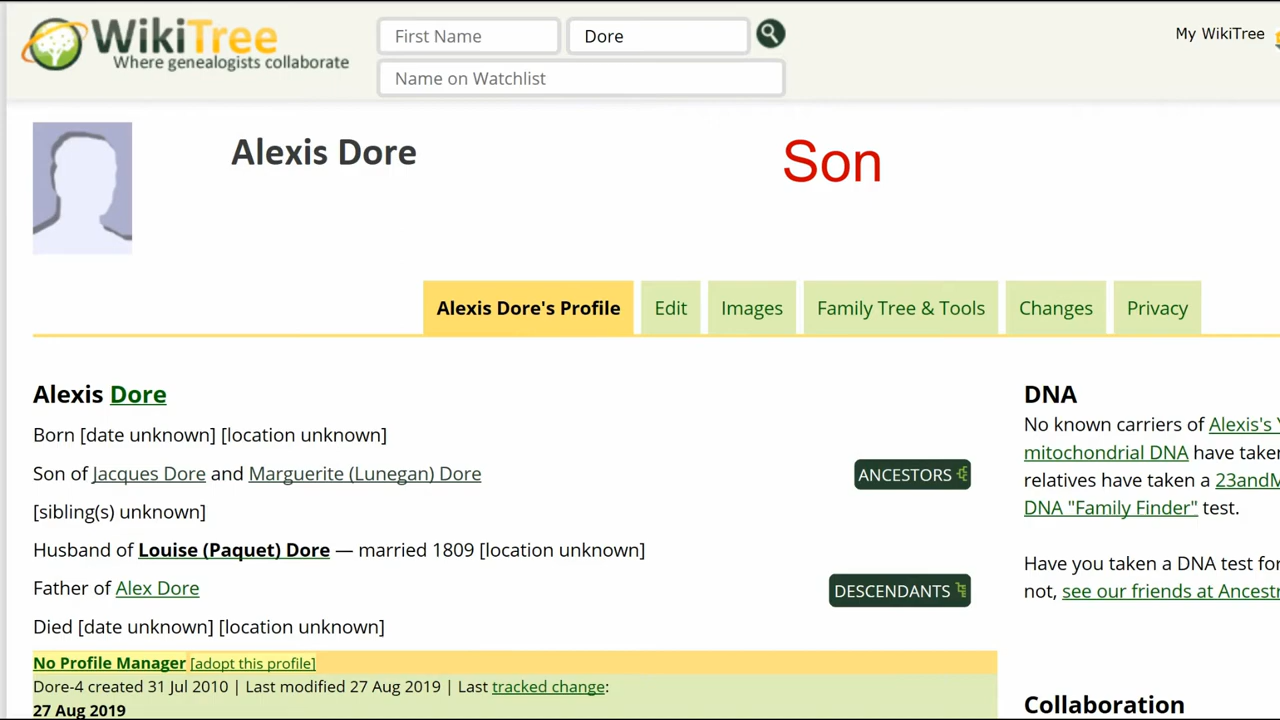 WikiTree
Where genealogists collaborate
First Name
Dore
Name on Watchlist
My WikiTree
Alexis Dore
Son
Alexis Dore's Profile
Edit
Images
Family Tree & Tools
Changes
Privacy
Alexis Dore
Born [date unknown] [location unknown]
Son of Jacques Dore and Marguerite (Lunegan) Dore
ANCESTORS
[sibling(s) unknown]
Husband of Louise (Paquet) Dore — married 1809 [location unknown]
Father of Alex Dore
DESCENDANTS
Died [date unknown] [location unknown]
No Profile Manager [adopt this profile]
Dore-4 created 31 Jul 2010 | Last modified 27 Aug 2019 | Last tracked change:
27 Aug 2019
DNA
No known carriers of Alexis's Y
mitochondrial DNA have taken
relatives have taken a 23andM
DNA "Family Finder" test.
Have you taken a DNA test for
not, see our friends at Ancestr
Collaboration